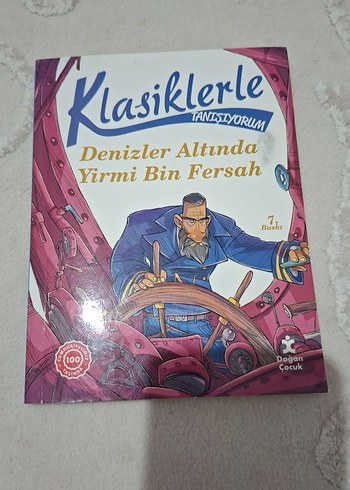 Klasiklerle
TANIŞIYORUM
Denizler Altında
Yirmi Bin Fersah
7.
Baskı
100
Doğan
Çocuk